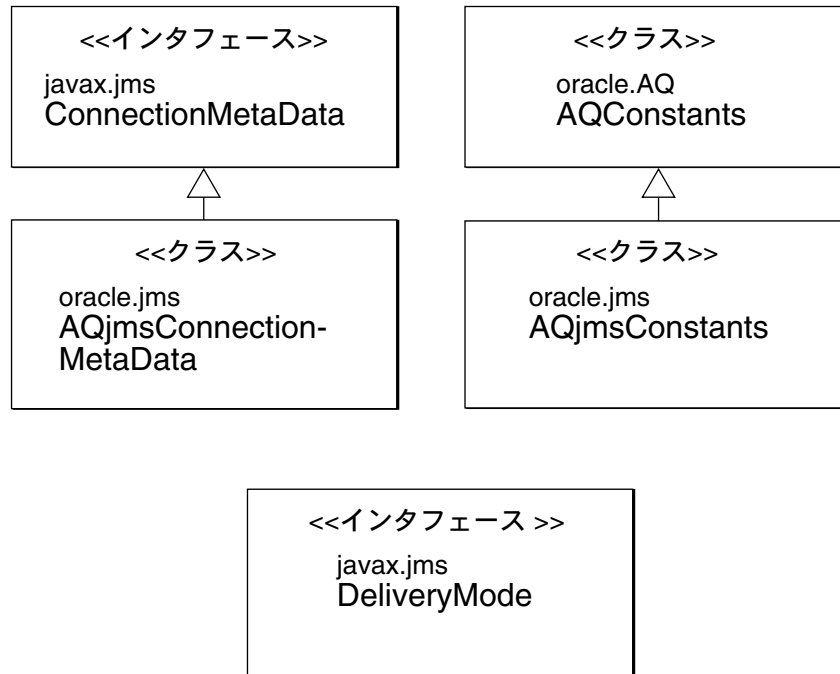 <<インタフェース>>
javax.jms
ConnectionMetaData
<<クラス>>
oracle.AQ
AQConstants
<<クラス>>
oracle.jms
AQjmsConnection-
MetaData
<<クラス>>
oracle.jms
AQjmsConstants
<<インタフェース >>
javax.jms
DeliveryMode